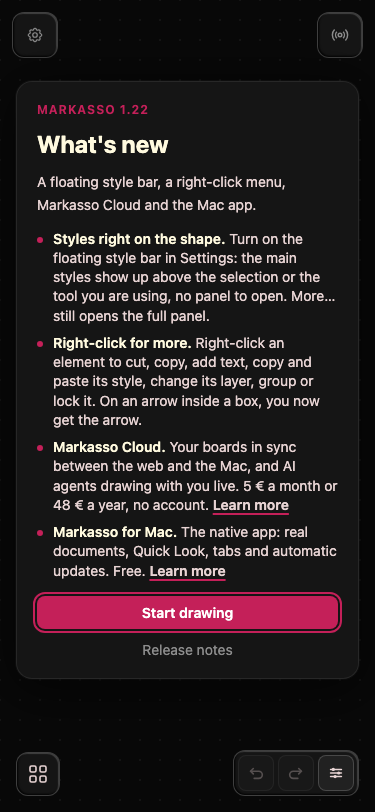 MARKASSO 1.22
What's new
A floating style bar, a right-click menu,
Markasso Cloud and the Mac app.
Styles right on the shape. Turn on the
floating style bar in Settings: the main
styles show up above the selection or the
tool you are using, no panel to open. More...
still opens the full panel.
Right-click for more. Right-click an
element to cut, copy, add text, copy and
paste its style, change its layer, group or
lock it. On an arrow inside a box, you now
get the arrow.
Markasso Cloud. Your boards in sync
between the web and the Mac, and AI
agents drawing with you live. 5 € a month or
48 € a year, no account. Learn more
Markasso for Mac. The native app: real
documents, Quick Look, tabs and automatic
updates. Free. Learn more
Start drawing
Release notes